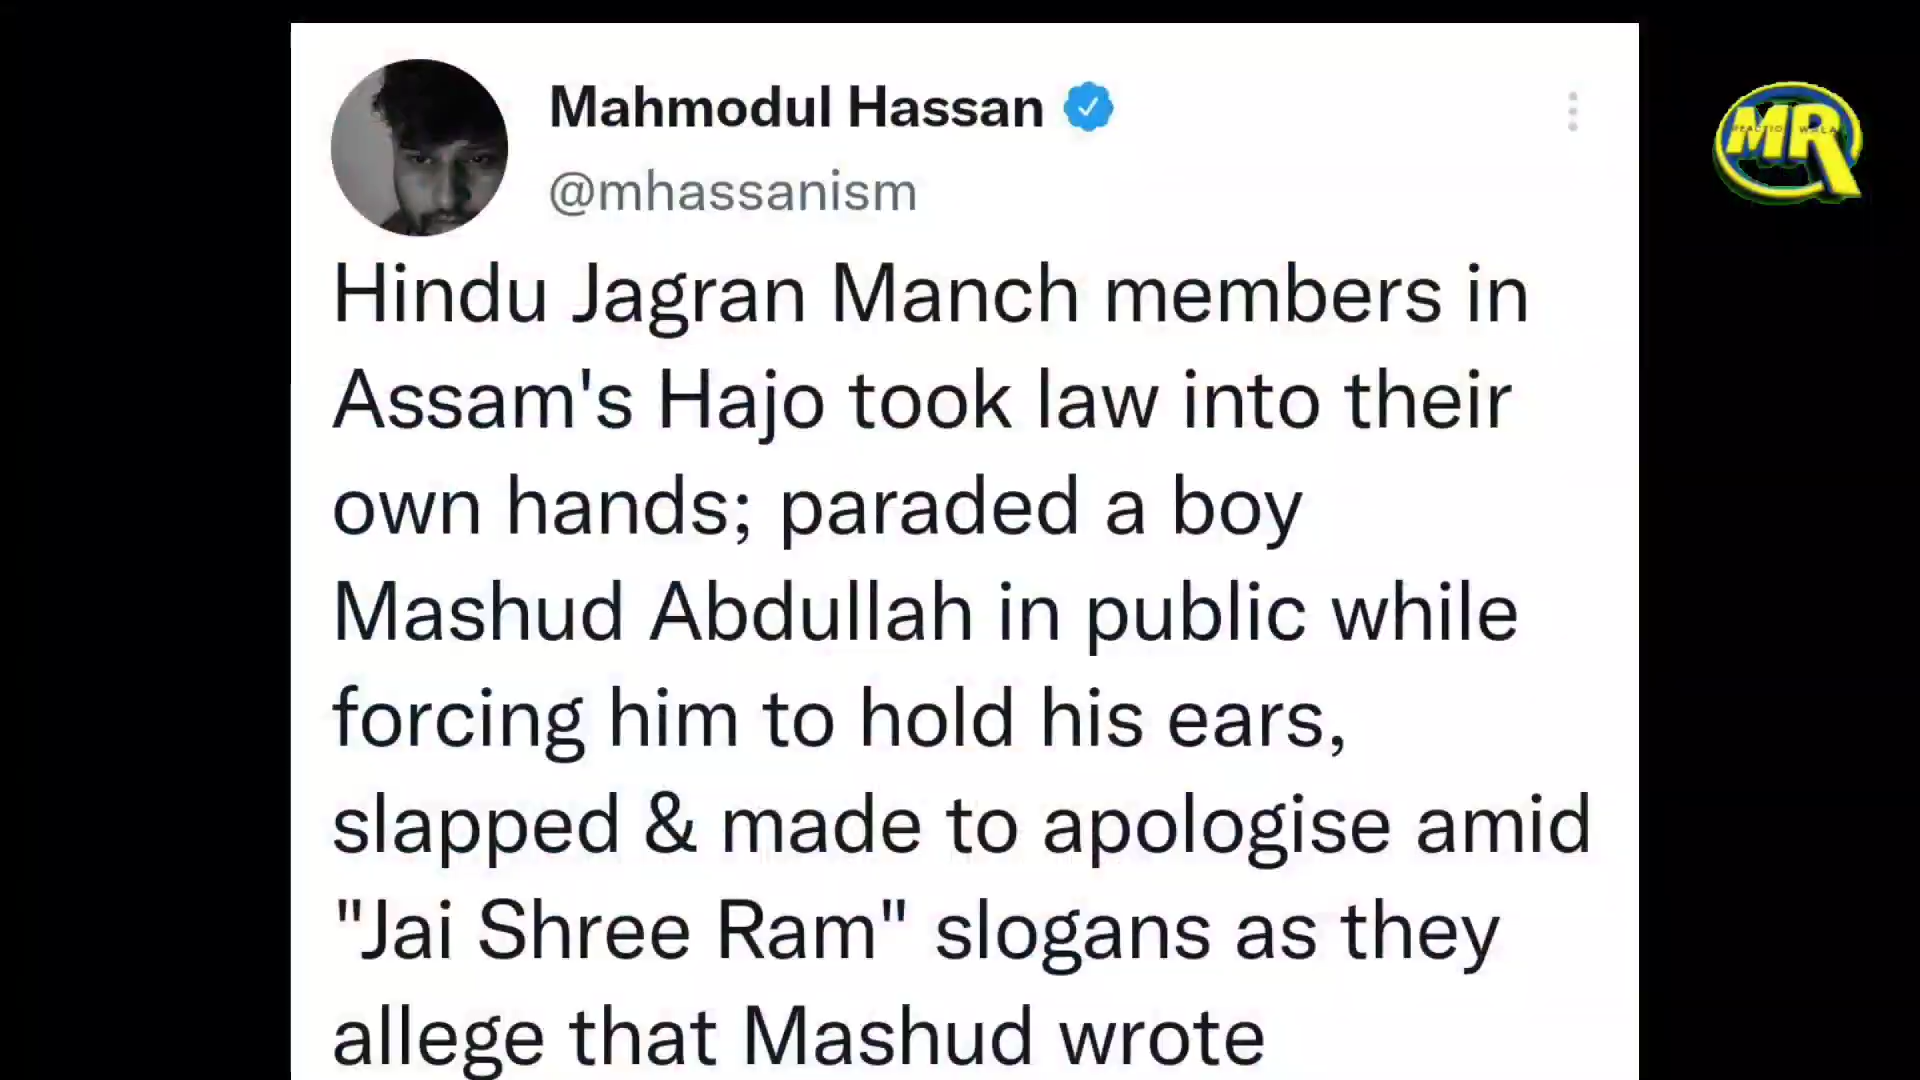 Mahmodul Hassan
@mhassanism
Hindu Jagran Manch members in
Assam's Hajo took law into their
own hands; paraded a boy
Mashud Abdullah in public while
forcing him to hold his ears,
slapped & made to apologise amid
"Jai Shree Ram" slogans as they
allege that Mashud wrote
MR
REACTION WALA